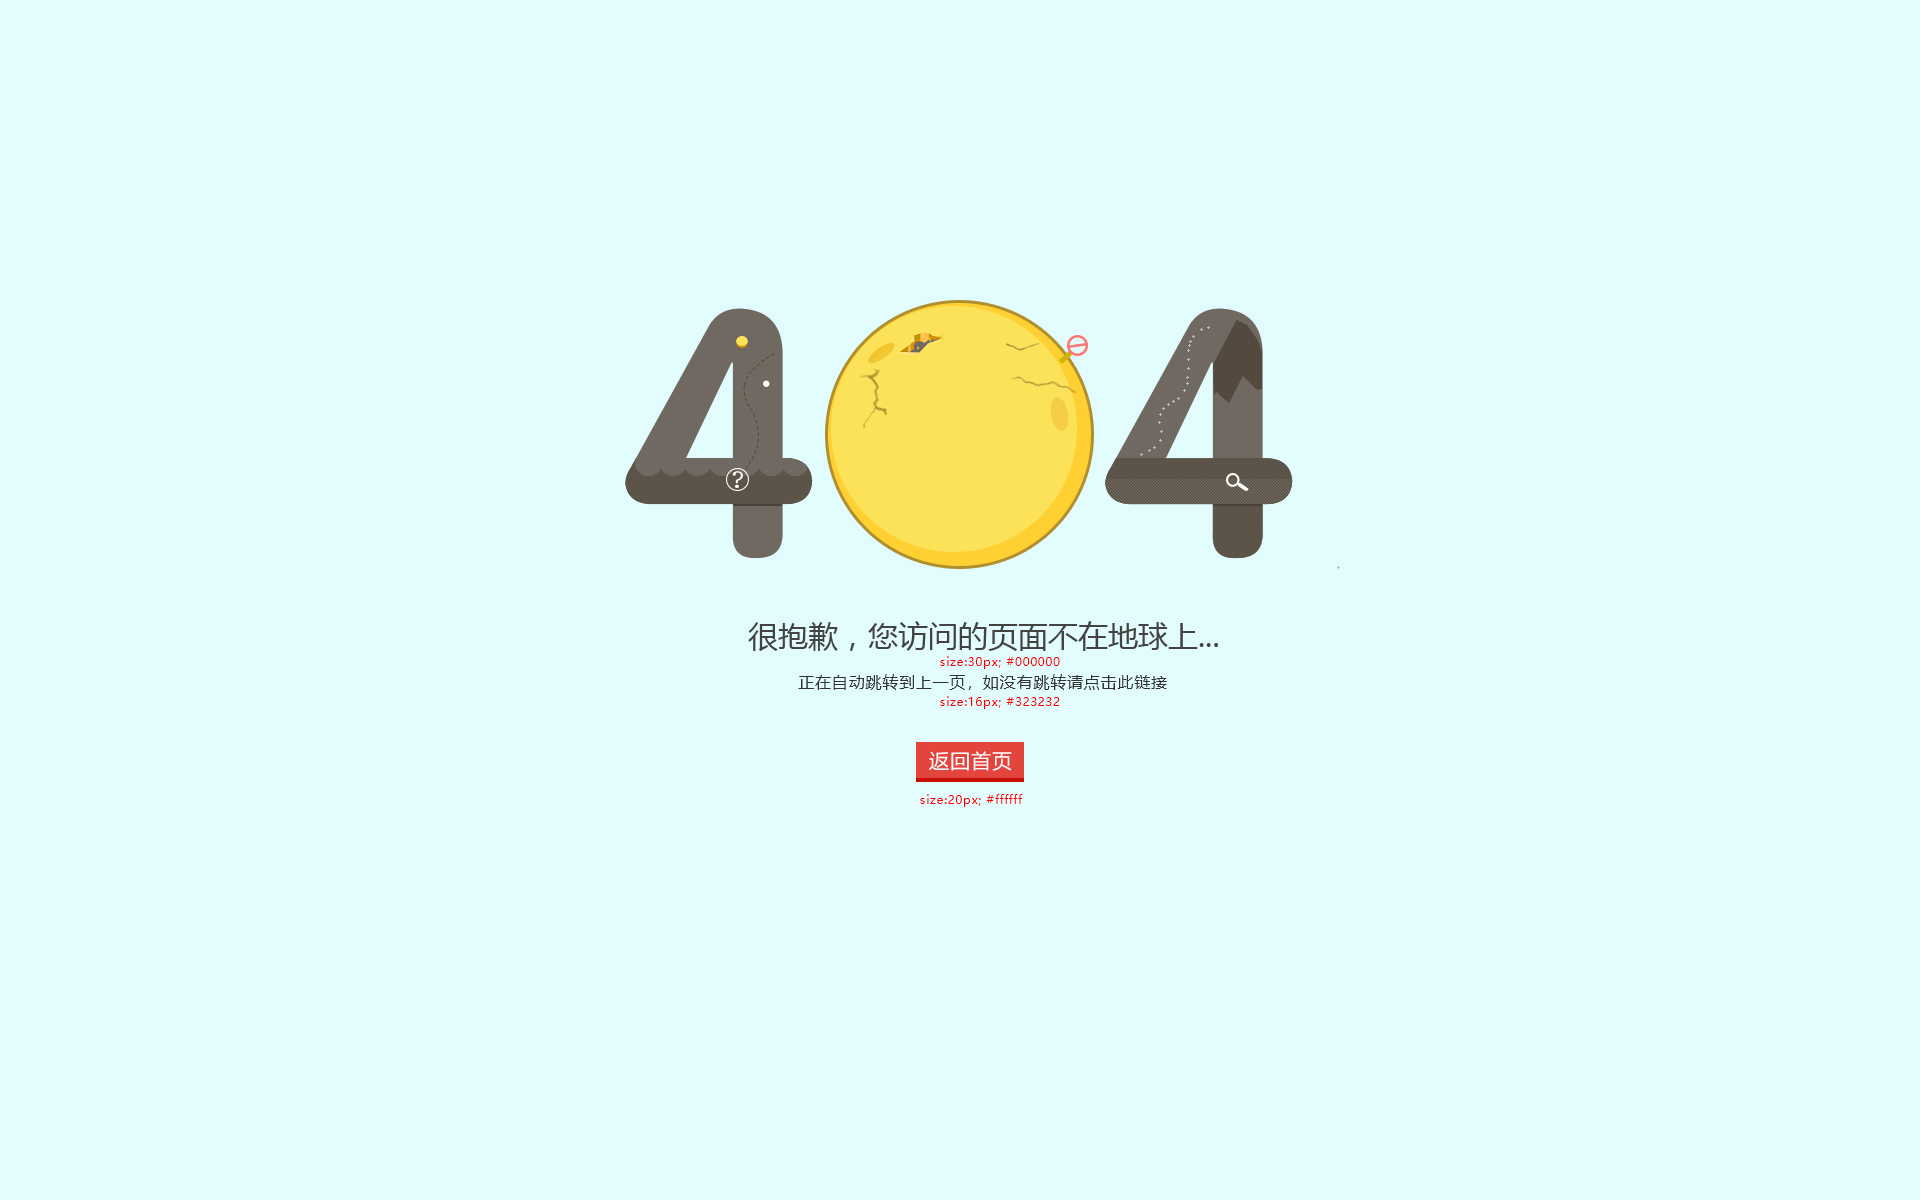 404
很抱歉，您访问的页面不在地球上...
size:30px; #000000
正在自动跳转到上一页，如没有跳转请点击此链接
size:16px; #323232
返回首页
size:20px; #ffffff